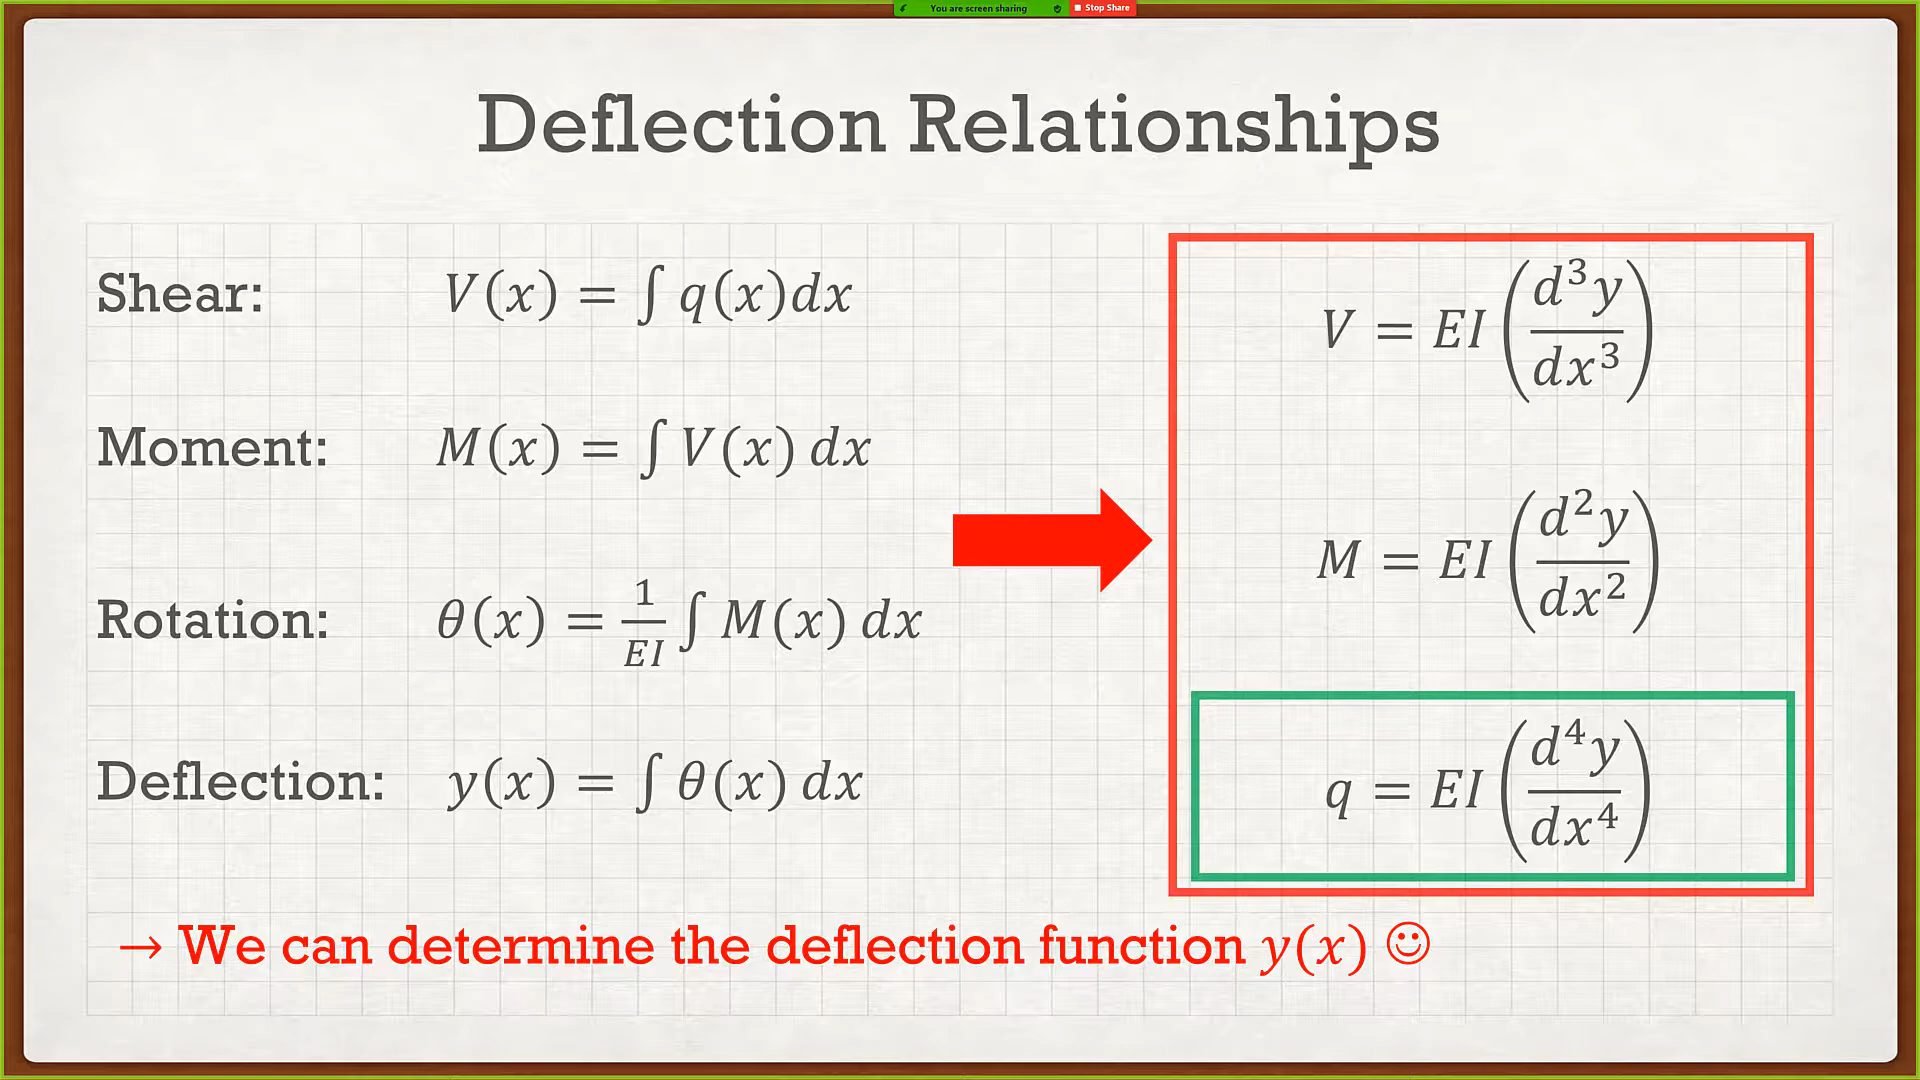 You are screen sharing Stop Share
Deflection Relationships
Shear: V(x) = ∫ q(x)dx
Moment: M(x) = ∫ V(x) dx
Rotation: θ(x) = 1/EI ∫ M(x) dx
Deflection: y(x) = ∫ θ(x) dx
V = EI (d³y/dx³)
M = EI (d²y/dx²)
q = EI (d⁴y/dx⁴)
→ We can determine the deflection function y(x) ☺